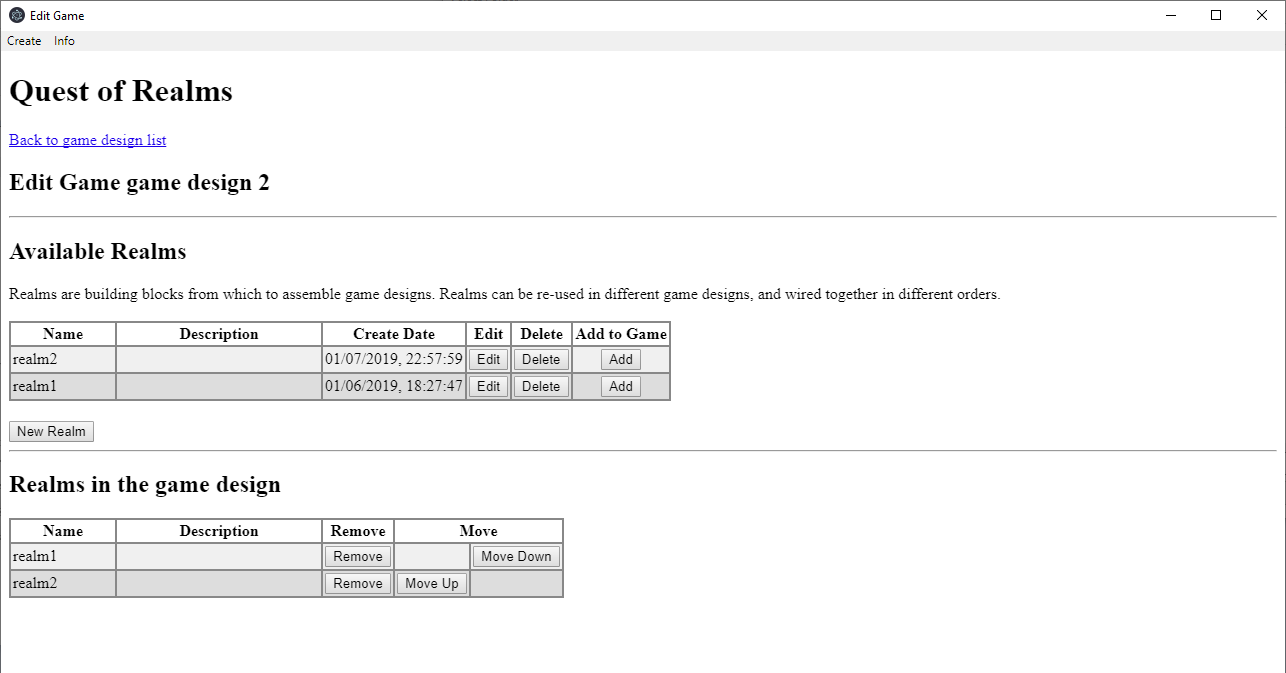 Edit Game
Create Info
Quest of Realms
Back to game design list
Edit Game game design 2
Available Realms
Realms are building blocks from which to assemble game designs. Realms can be re-used in different game designs, and wired together in different orders.
Name Description Create Date Edit Delete Add to Game
realm2 01/07/2019, 22:57:59 Edit Delete Add
realm1 01/06/2019, 18:27:47 Edit Delete Add
New Realm
Realms in the game design
Name Description Remove Move
realm1 Remove Move Down
realm2 Remove Move Up